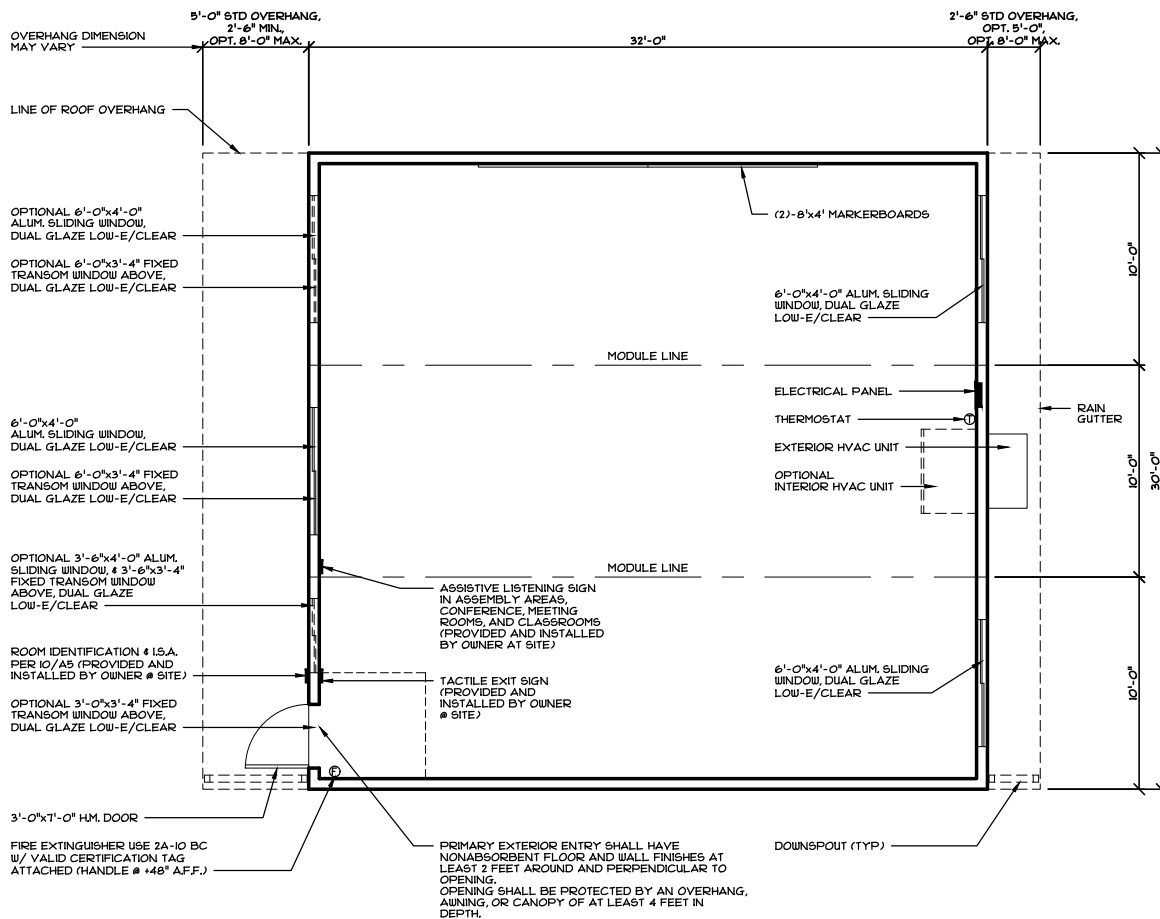 5'-0" STD OVERHANG,
2'-6" MIN.,
OPT. 8'-0" MAX.
2'-6" STD OVERHANG,
OPT. 5'-0",
OPT. 8'-0" MAX.
OVERHANG DIMENSION
MAY VARY
32'-0"
LINE OF ROOF OVERHANG
OPTIONAL 6'-0"x4'-0"
ALUM. SLIDING WINDOW,
DUAL GLAZE LOW-E/CLEAR
(2)-8'x4' MARKERBOARDS
OPTIONAL 6'-0"x3'-4" FIXED
TRANSOM WINDOW ABOVE,
DUAL GLAZE LOW-E/CLEAR
6'-0"x4'-0" ALUM. SLIDING
WINDOW, DUAL GLAZE
LOW-E/CLEAR
10'-0"
MODULE LINE
ELECTRICAL PANEL
THERMOSTAT
T
RAIN
GUTTER
6'-0"x4'-0"
ALUM. SLIDING WINDOW,
DUAL GLAZE LOW-E/CLEAR
EXTERIOR HVAC UNIT
OPTIONAL 6'-0"x3'-4" FIXED
TRANSOM WINDOW ABOVE,
DUAL GLAZE LOW-E/CLEAR
OPTIONAL
INTERIOR HVAC UNIT
10'-0"
30'-0"
OPTIONAL 3'-6"x4'-0" ALUM.
SLIDING WINDOW, & 3'-6"x3'-4"
FIXED TRANSOM WINDOW
ABOVE, DUAL GLAZE
LOW-E/CLEAR
MODULE LINE
ASSISTIVE LISTENING SIGN
IN ASSEMBLY AREAS,
CONFERENCE, MEETING
ROOMS, AND CLASSROOMS
(PROVIDED AND INSTALLED
BY OWNER AT SITE)
ROOM IDENTIFICATION & I.S.A.
PER 10/A5 (PROVIDED AND
INSTALLED BY OWNER @ SITE)
TACTILE EXIT SIGN
(PROVIDED AND
INSTALLED BY OWNER
@ SITE)
6'-0"x4'-0" ALUM. SLIDING
WINDOW, DUAL GLAZE
LOW-E/CLEAR
10'-0"
OPTIONAL 3'-0"x3'-4" FIXED
TRANSOM WINDOW ABOVE,
DUAL GLAZE LOW-E/CLEAR
F
3'-0"x7'-0" H.M. DOOR
FIRE EXTINGUISHER USE 2A-10 BC
W/ VALID CERTIFICATION TAG
ATTACHED (HANDLE @ +48" A.F.F.)
PRIMARY EXTERIOR ENTRY SHALL HAVE
NONABSORBENT FLOOR AND WALL FINISHES AT
LEAST 2 FEET AROUND AND PERPENDICULAR TO
OPENING.
OPENING SHALL BE PROTECTED BY AN OVERHANG,
AWNING, OR CANOPY OF AT LEAST 4 FEET IN
DEPTH.
DOWNSPOUT (TYP)